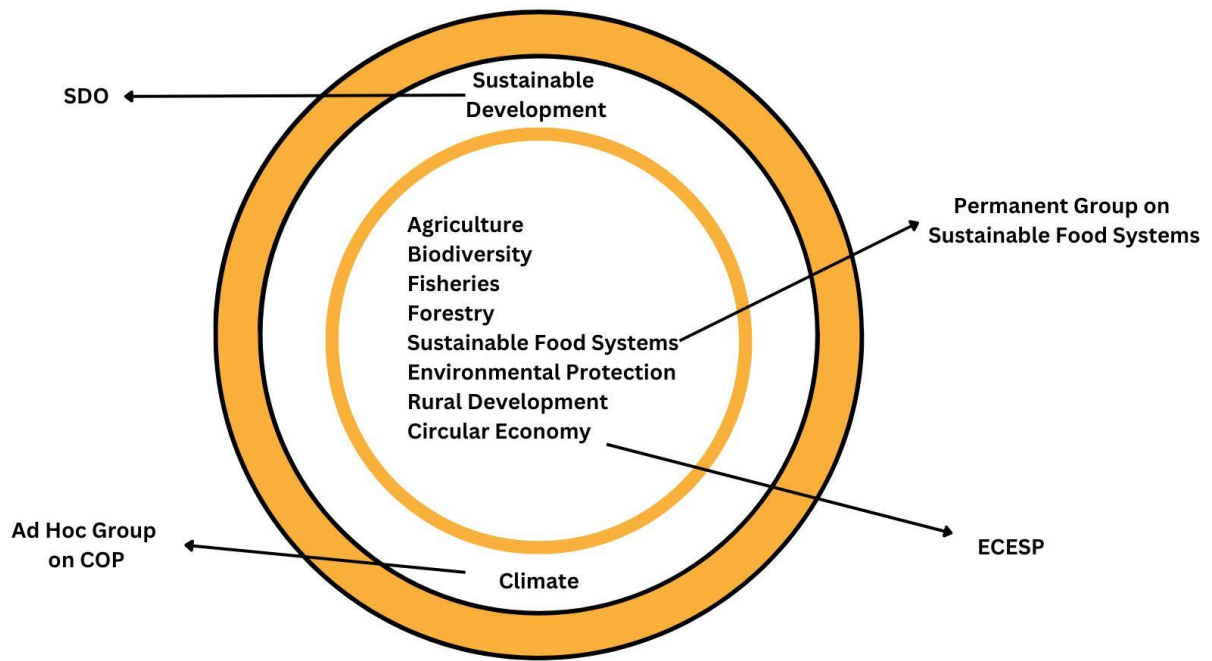 Sustainable
Development
SDO
Permanent Group on
Sustainable Food Systems
Agriculture
Biodiversity
Fisheries
Forestry
Sustainable Food Systems
Environmental Protection
Rural Development
Circular Economy
Ad Hoc Group
on COP
ECESP
Climate